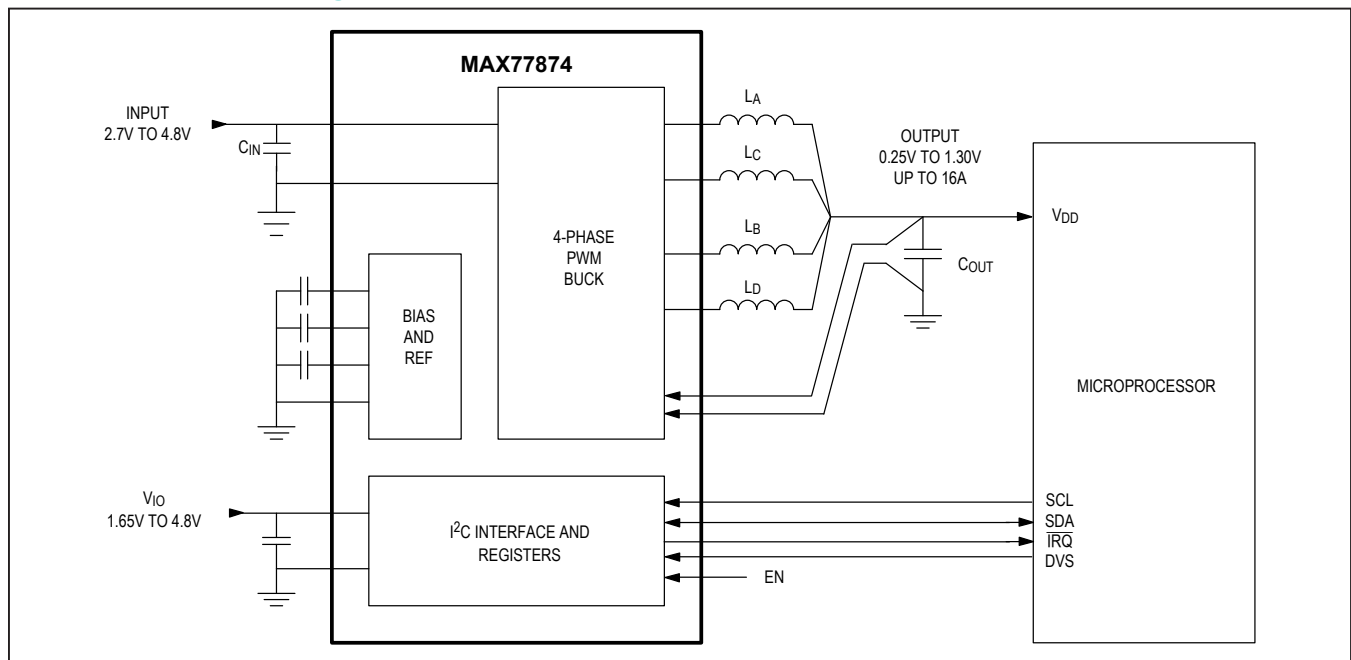 MAX77874
INPUT
2.7V TO 4.8V
CIN
4-PHASE
PWM
BUCK
LA
LC
LB
LD
OUTPUT
0.25V TO 1.30V
UP TO 16A
COUT
VDD
MICROPROCESSOR
BIAS
AND
REF
VIO
1.65V TO 4.8V
I2C INTERFACE AND
REGISTERS
SCL
SDA
IRQ
DVS
EN